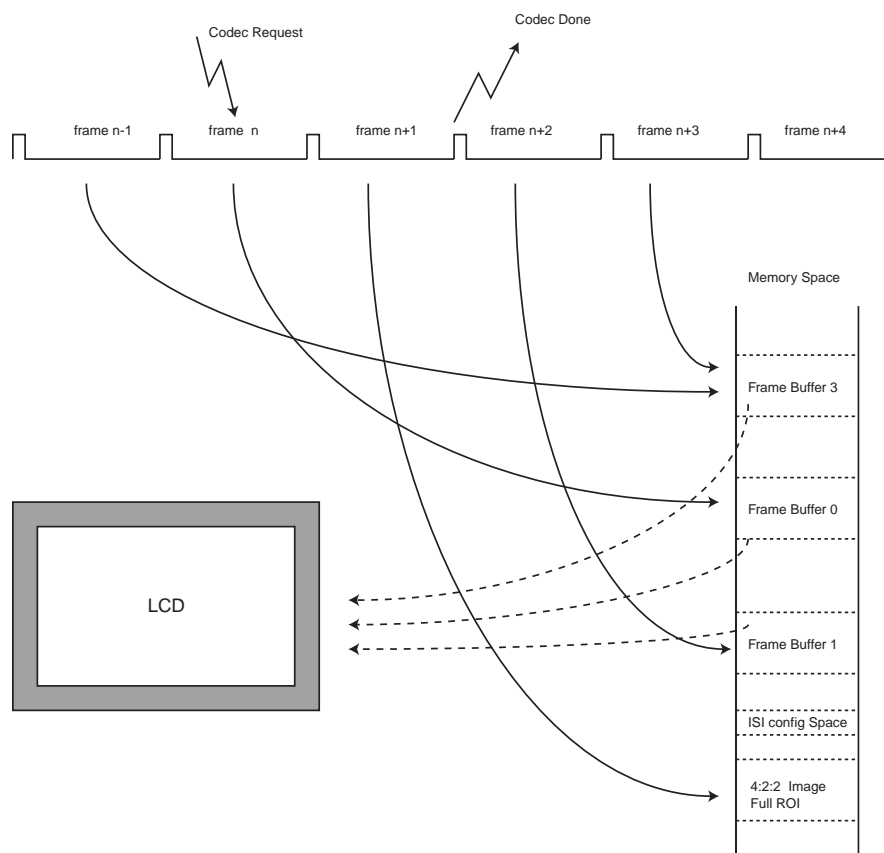 Codec Request
Codec Done
frame n-1
frame n
frame n+1
frame n+2
frame n+3
frame n+4
Memory Space
Frame Buffer 3
Frame Buffer 0
LCD
Frame Buffer 1
ISI config Space
4:2:2 Image
Full ROI